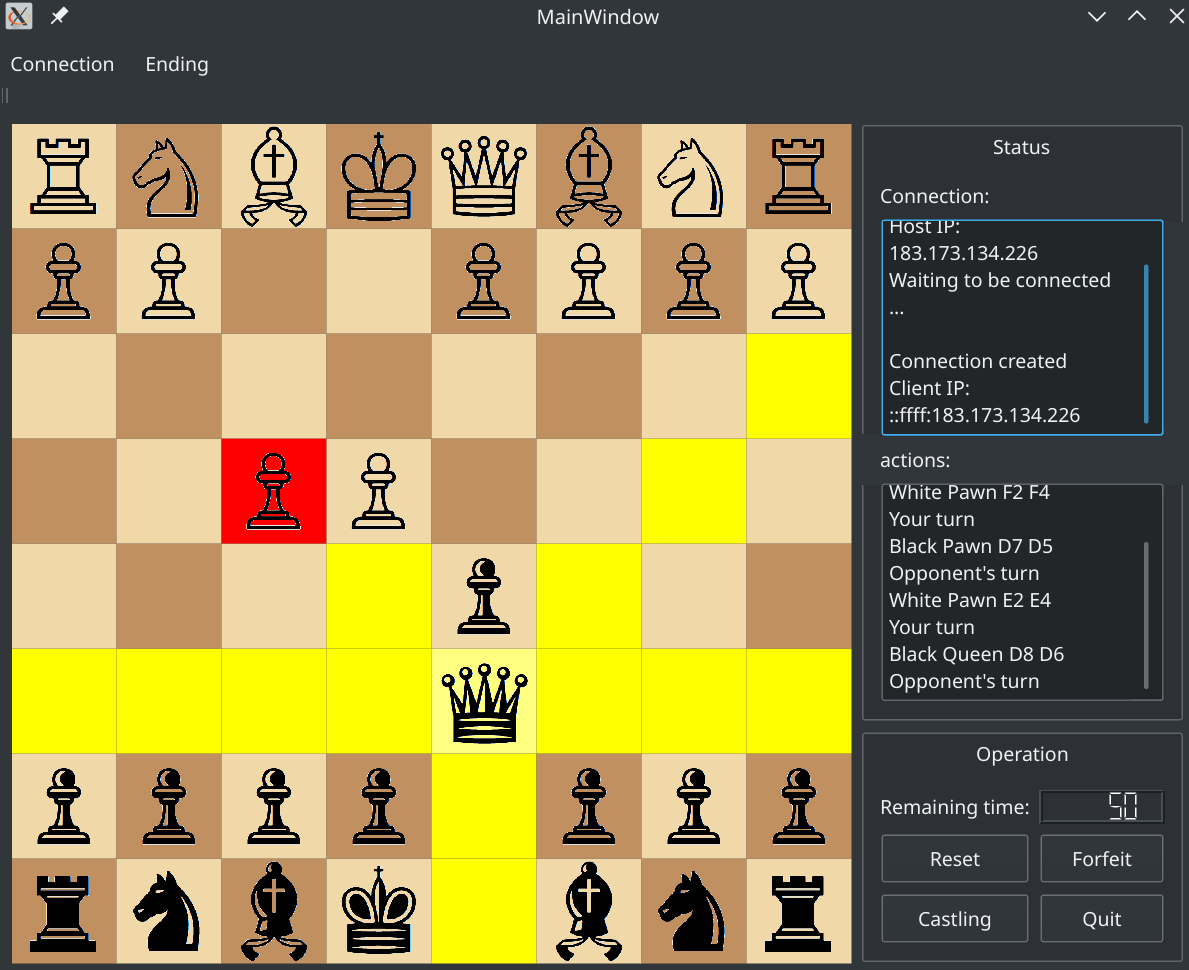 MainWindow
Connection Ending
Status
Connection:
Host IP:
183.173.134.226
Waiting to be connected
...
Connection created
Client IP:
::ffff:183.173.134.226
actions:
White Pawn F2 F4
Your turn
Black Pawn D7 D5
Opponent's turn
White Pawn E2 E4
Your turn
Black Queen D8 D6
Opponent's turn
Operation
Remaining time: 50
Reset Forfeit
Castling Quit